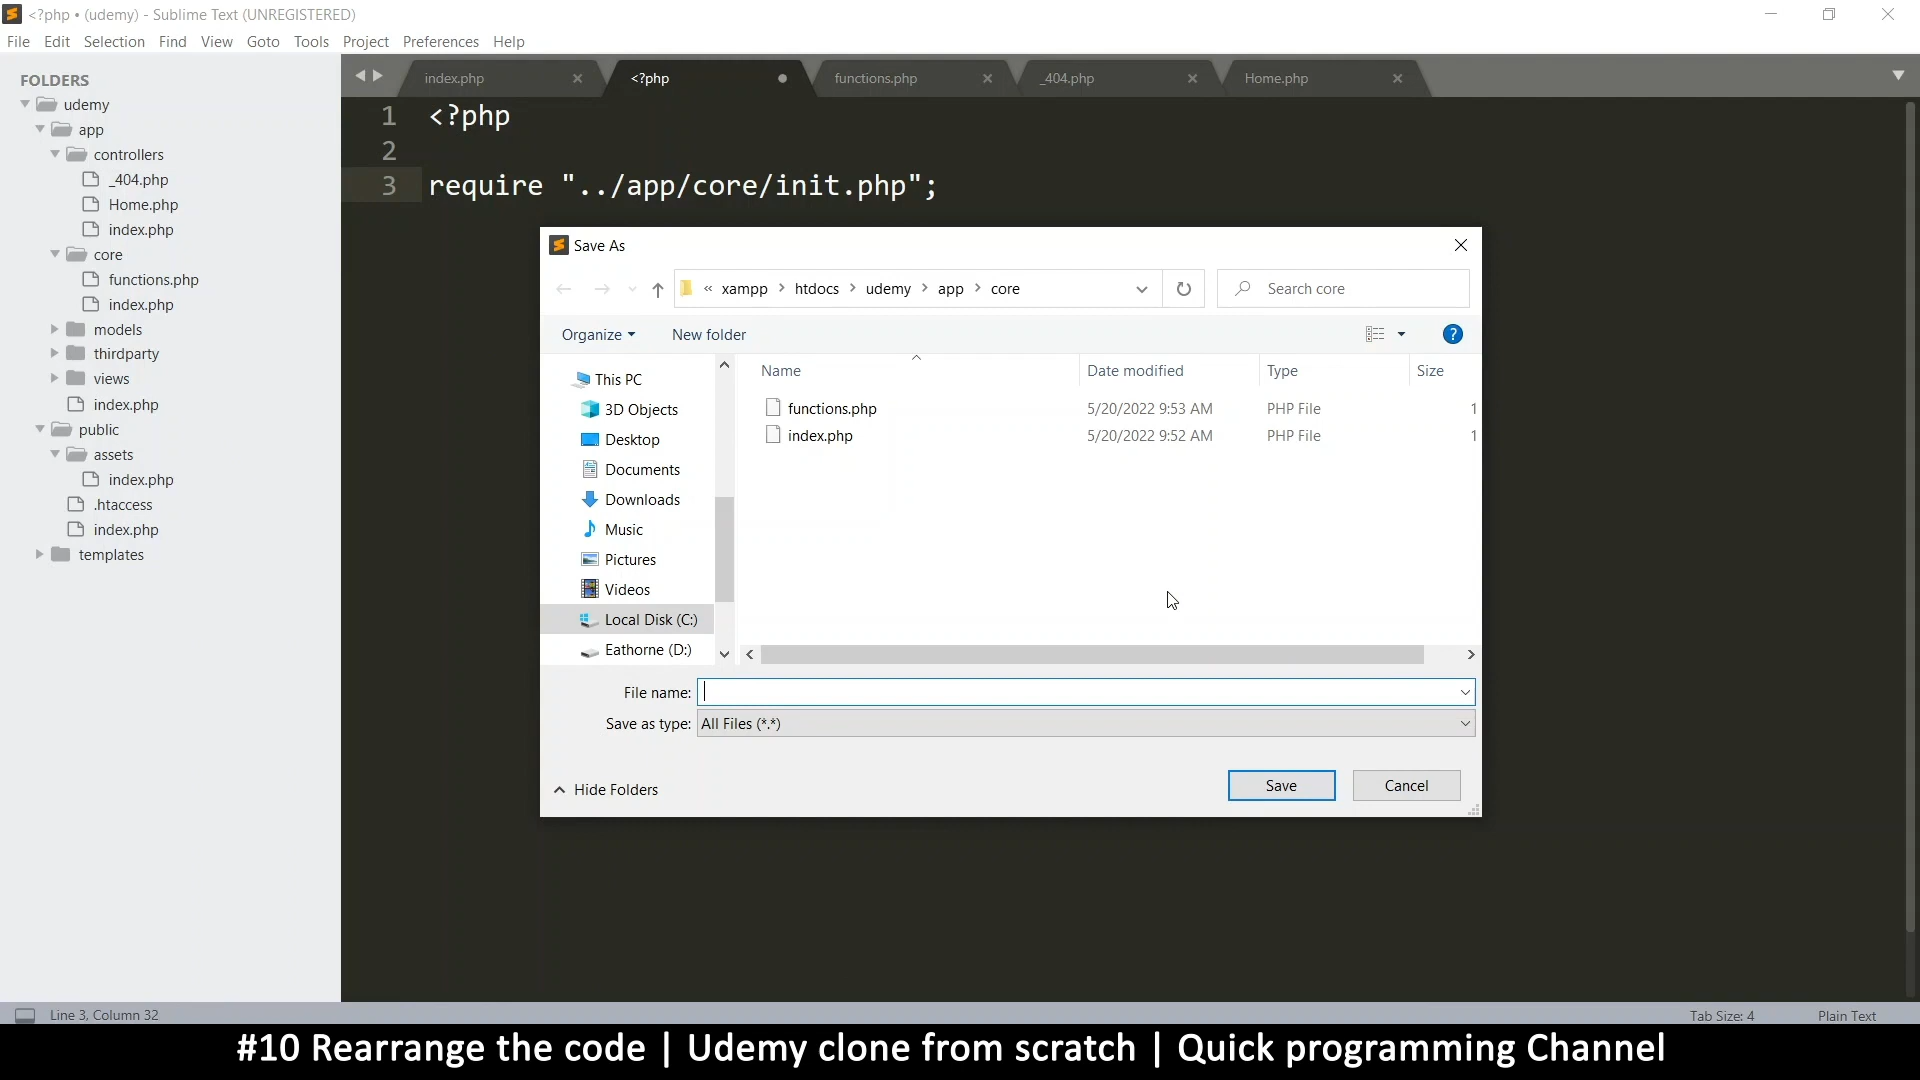 <?php • (udemy) - Sublime Text (UNREGISTERED)
File Edit Selection Find View Goto Tools Project Preferences Help
FOLDERS
udemy
app
controllers
_404.php
Home.php
index.php
core
functions.php
index.php
models
thirdparty
views
index.php
public
assets
index.php
.htaccess
index.php
templates
index.php
<?php
functions.php
_404.php
Home.php
1 <?php
2
3 require "../app/core/init.php";
Save As
« xampp > htdocs > udemy > app > core
Search core
Organize
New folder
This PC
3D Objects
Desktop
Documents
Downloads
Music
Pictures
Videos
Local Disk (C:)
Eathorne (D:)
Name Date modified Type Size
functions.php 5/20/2022 9:53 AM PHP File 1
index.php 5/20/2022 9:52 AM PHP File 1
File name:
Save as type: All Files (*.*)
Hide Folders
Save
Cancel
Line 3, Column 32
Tab Size: 4
Plain Text
#10 Rearrange the code | Udemy clone from scratch | Quick programming Channel